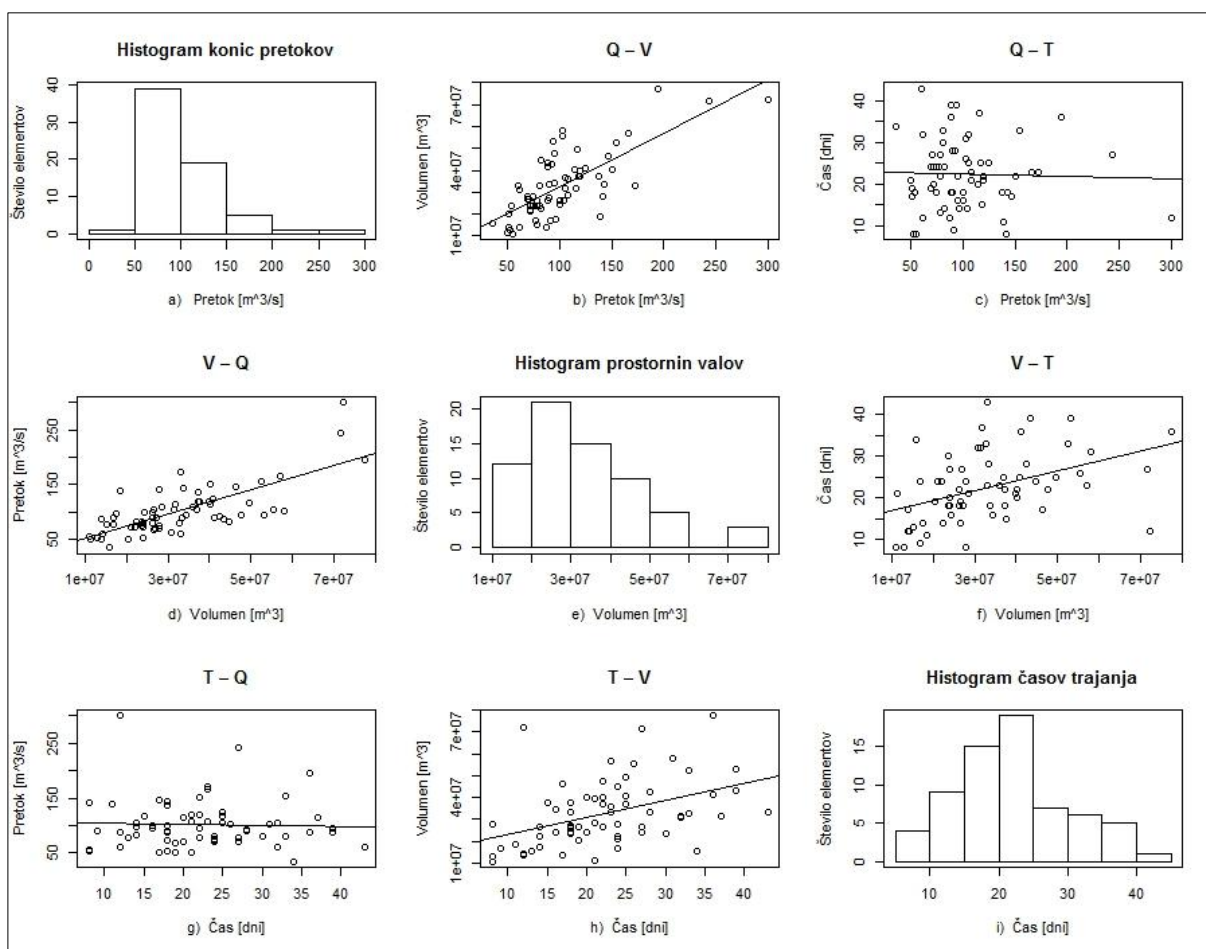 Histogram konic pretokov
Število elementov
0 10 20 30 40
0 50 100 150 200 250 300
a) Pretok [m^3/s]
Q – V
Volumen [m^3]
1e+07 4e+07 7e+07
50 100 150 200 250 300
b) Pretok [m^3/s]
Q – T
Čas [dni]
10 20 30 40
50 100 150 200 250 300
c) Pretok [m^3/s]
V – Q
Pretok [m^3/s]
50 150 250
1e+07 3e+07 5e+07 7e+07
d) Volumen [m^3]
Histogram prostornin valov
Število elementov
0 5 10 15 20
1e+07 3e+07 5e+07 7e+07
e) Volumen [m^3]
V – T
Čas [dni]
10 20 30 40
1e+07 3e+07 5e+07 7e+07
f) Volumen [m^3]
T – Q
Pretok [m^3/s]
50 150 250
10 15 20 25 30 35 40
g) Čas [dni]
T – V
Volumen [m^3]
1e+07 4e+07 7e+07
10 15 20 25 30 35 40
h) Čas [dni]
Histogram časov trajanja
Število elementov
0 5 10 15
10 20 30 40
i) Čas [dni]